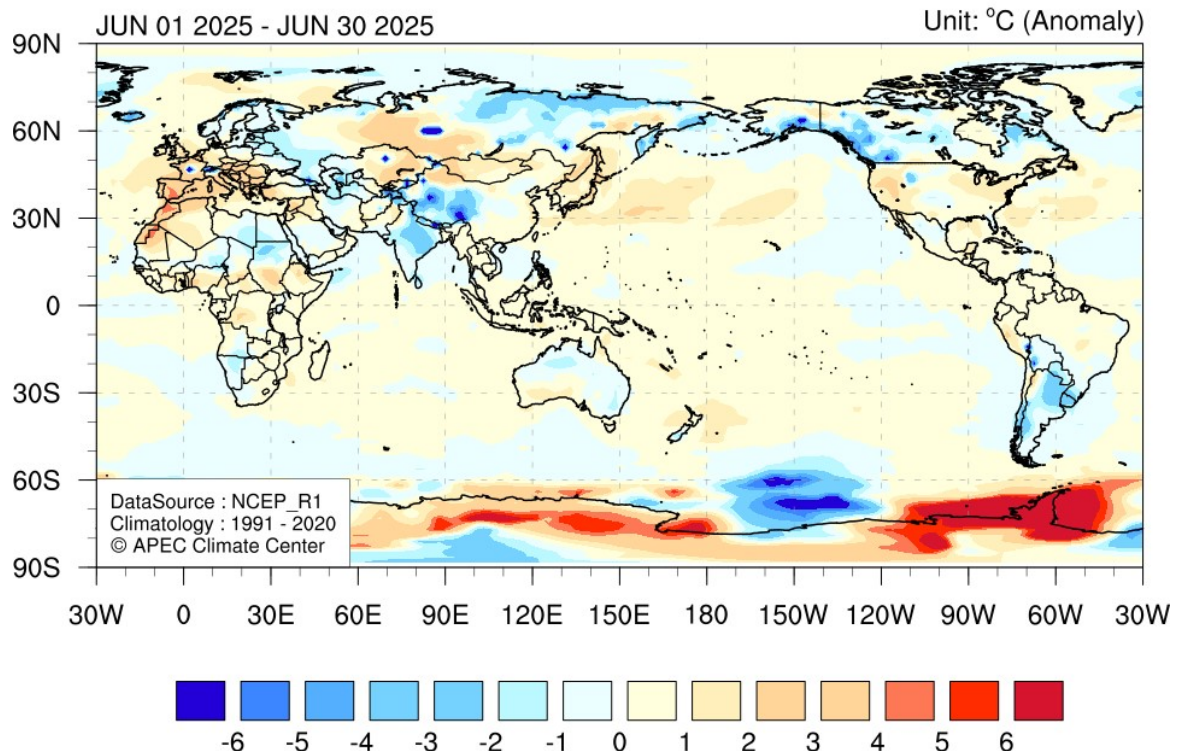 JUN 01 2025 - JUN 30 2025
Unit: °C (Anomaly)
90N
60N
30N
0
30S
60S
90S
DataSource : NCEP_R1
Climatology : 1991 - 2020
© APEC Climate Center
30W 0 30E 60E 90E 120E 150E 180 150W 120W 90W 60W 30W
-6 -5 -4 -3 -2 -1 0 1 2 3 4 5 6